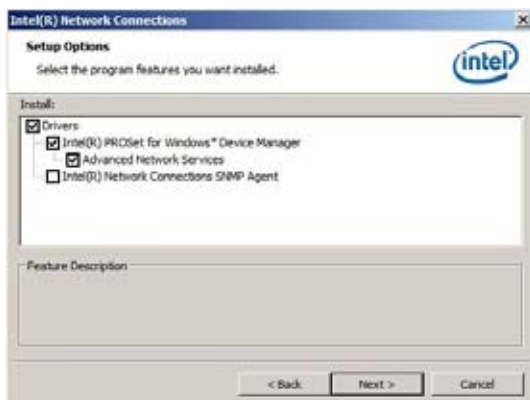 Intel(R) Network Connections
Setup Options
Select the program features you want installed.
intel
Install:
Drivers
Intel(R) PROSet for Windows* Device Manager
Advanced Network Services
Intel(R) Network Connections SNMP Agent
Feature Description
< Back
Next >
Cancel